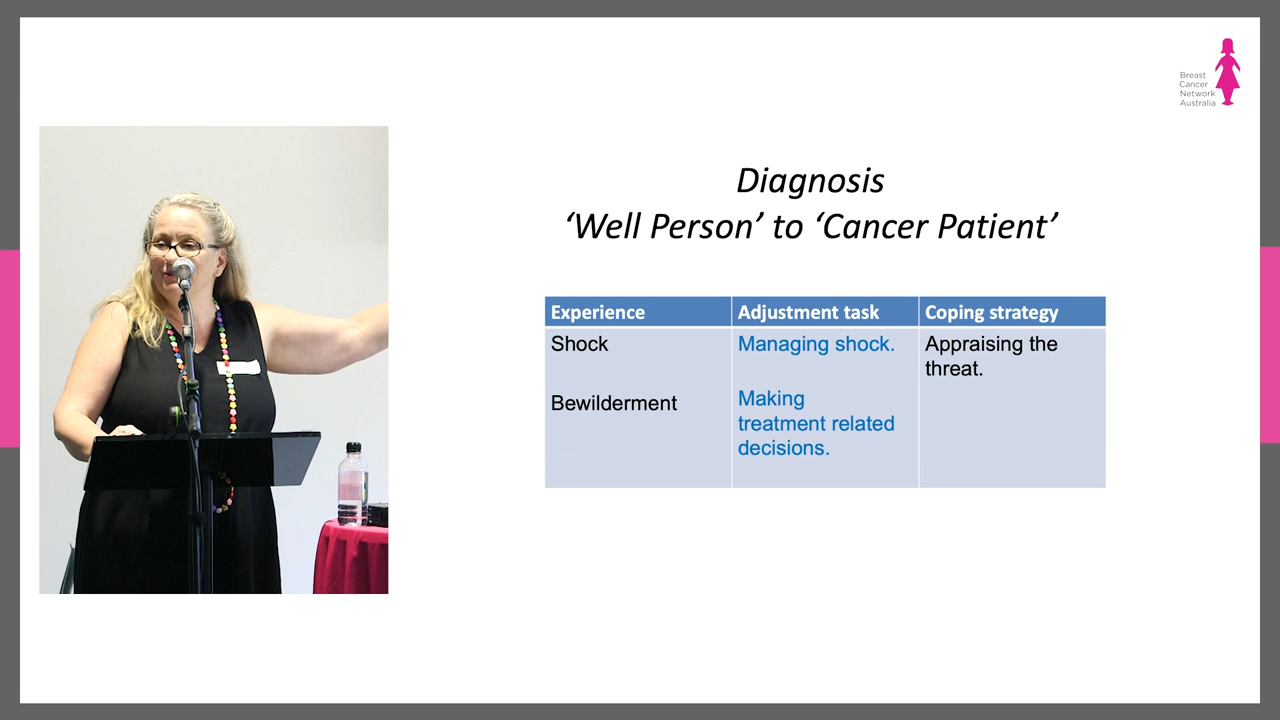 Breast
Cancer
Network
Australia
Diagnosis
‘Well Person’ to ‘Cancer Patient’
Experience
Adjustment task
Coping strategy
Shock
Managing shock.
Appraising the
threat.
Bewilderment
Making
treatment related
decisions.